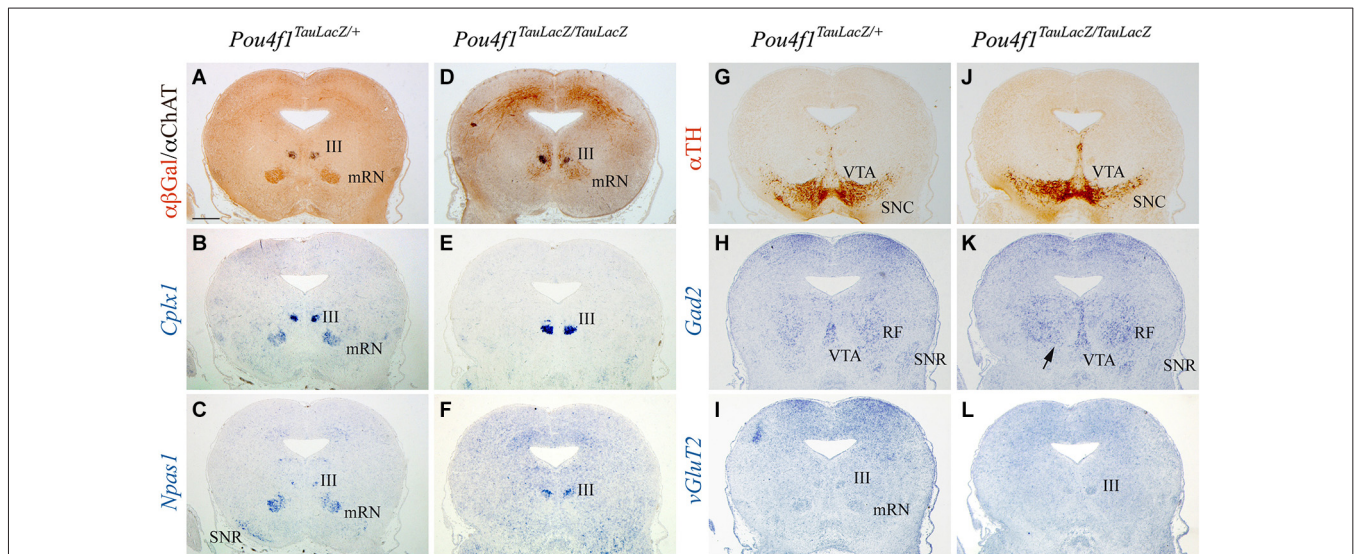 Pou4f1TauLacZ/+ Pou4f1TauLacZ/TauLacZ Pou4f1TauLacZ/+ Pou4f1TauLacZ/TauLacZ
αβGal/αChAT
A
III
mRN
D
III
mRN
αTH
G
VTA
SNC
J
VTA
SNC
Cplx1
B
III
mRN
E
III
Gad2
H
RF
VTA
SNR
K
RF
VTA
SNR
Npas1
C
III
mRN
SNR
F
III
vGluT2
I
III
mRN
L
III